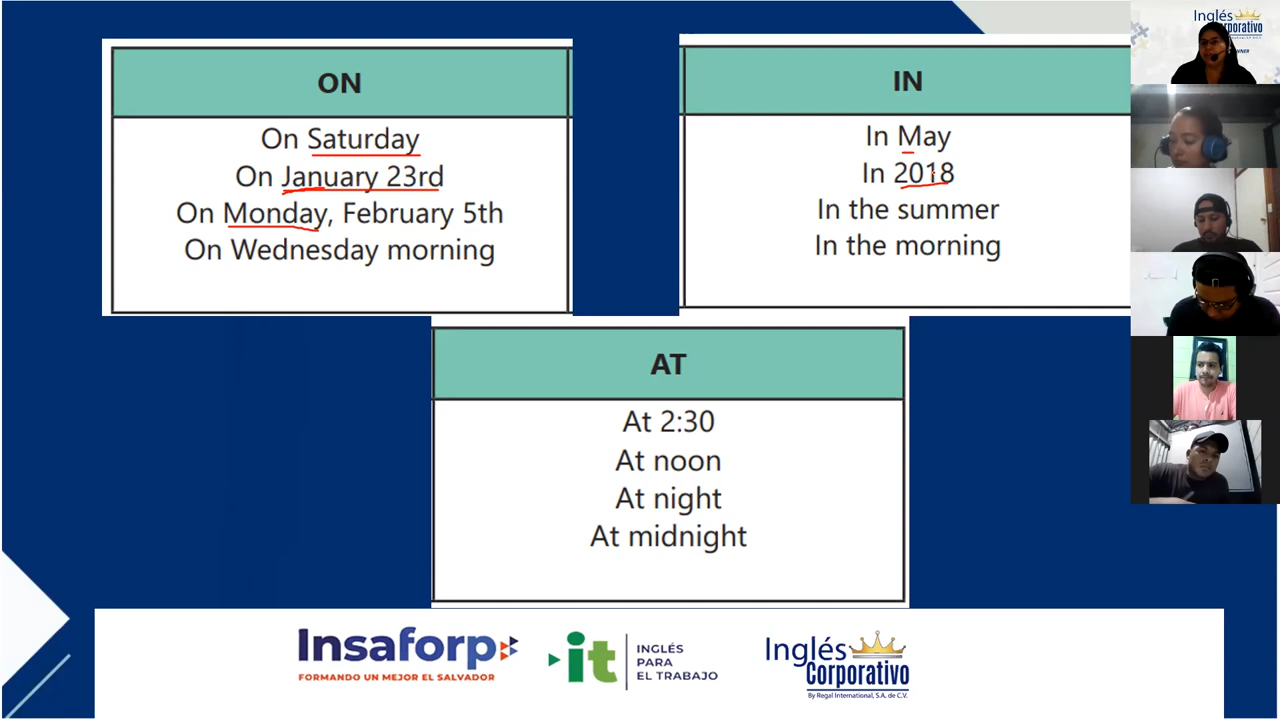 ON
On Saturday
On January 23rd
On Monday, February 5th
On Wednesday morning
IN
In May
In 2018
In the summer
In the morning
AT
At 2:30
At noon
At night
At midnight
Insaforp
FORMANDO UN MEJOR EL SALVADOR
it
INGLÉS
PARA
EL TRABAJO
Inglés
Corporativo
By Regal International, S.A. de C.V.
Inglés
Corporativo